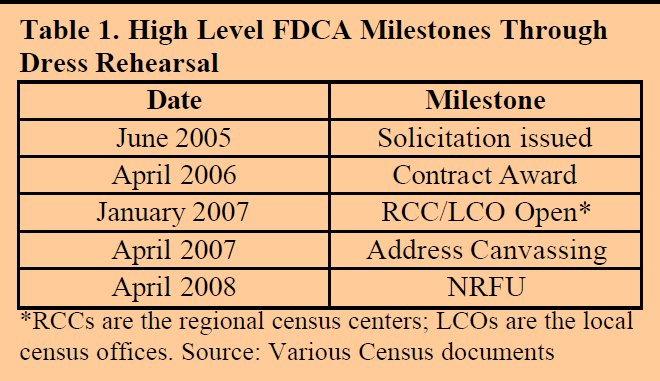 Table 1. High Level FDCA Milestones Through
Dress Rehearsal
Date Milestone
June 2005 Solicitation issued
April 2006 Contract Award
January 2007 RCC/LCO Open*
April 2007 Address Canvassing
April 2008 NRFU
*RCCs are the regional census centers; LCOs are the local
census offices. Source: Various Census documents